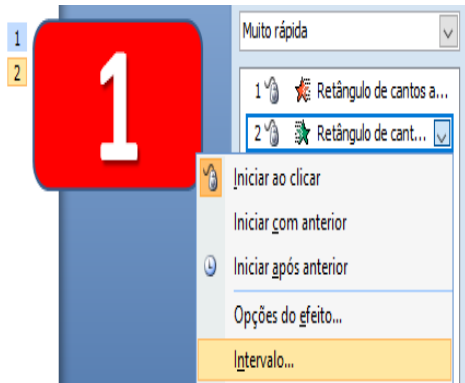 1
2
1
Muito rápida
1 Retângulo de cantos a...
2 Retângulo de cant...
Iniciar ao clicar
Iniciar com anterior
Iniciar após anterior
Opções do efeito...
Intervalo...